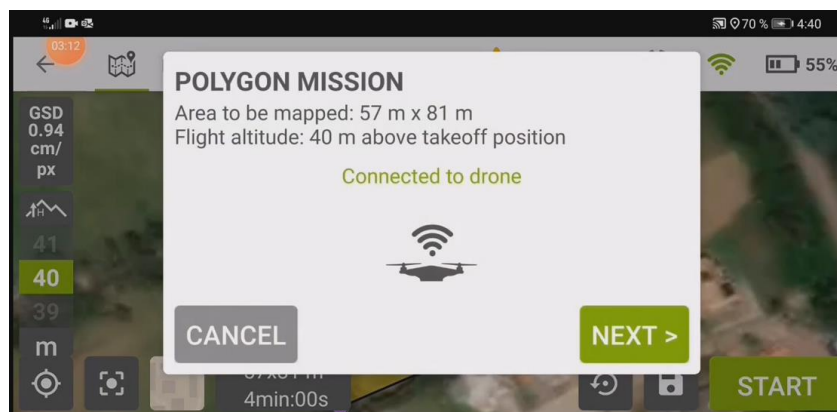 46
70 % 4:40
03:12
55%
GSD
0.94
cm/
px
H
41
40
39
m
POLYGON MISSION
Area to be mapped: 57 m x 81 m
Flight altitude: 40 m above takeoff position
Connected to drone
CANCEL
NEXT >
4min:00s
START